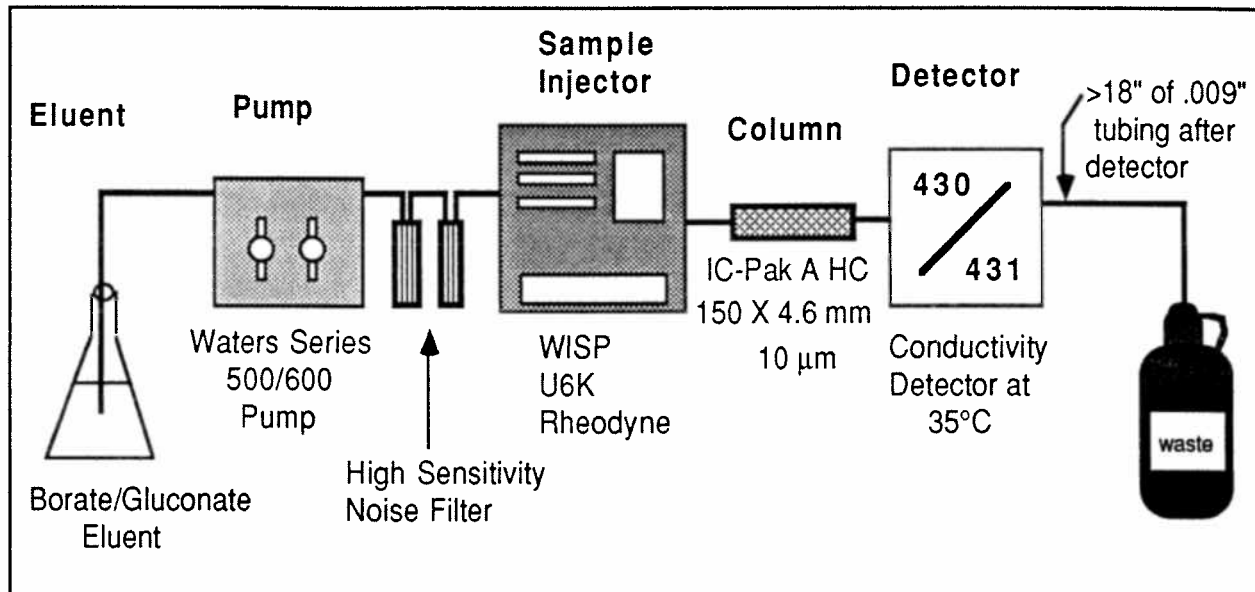 Eluent
Pump
Sample
Injector
Column
Detector
>18" of .009"
tubing after
detector
430
431
Waters Series
500/600
Pump
WISP
U6K
Rheodyne
IC-Pak A HC
150 X 4.6 mm
10 µm
Conductivity
Detector at
35°C
waste
Borate/Gluconate
Eluent
High Sensitivity
Noise Filter